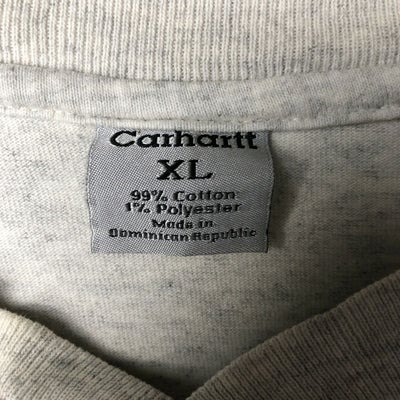 Carhartt
XL
99% Cotton
1% Polyester
Made in
Dominican Republic